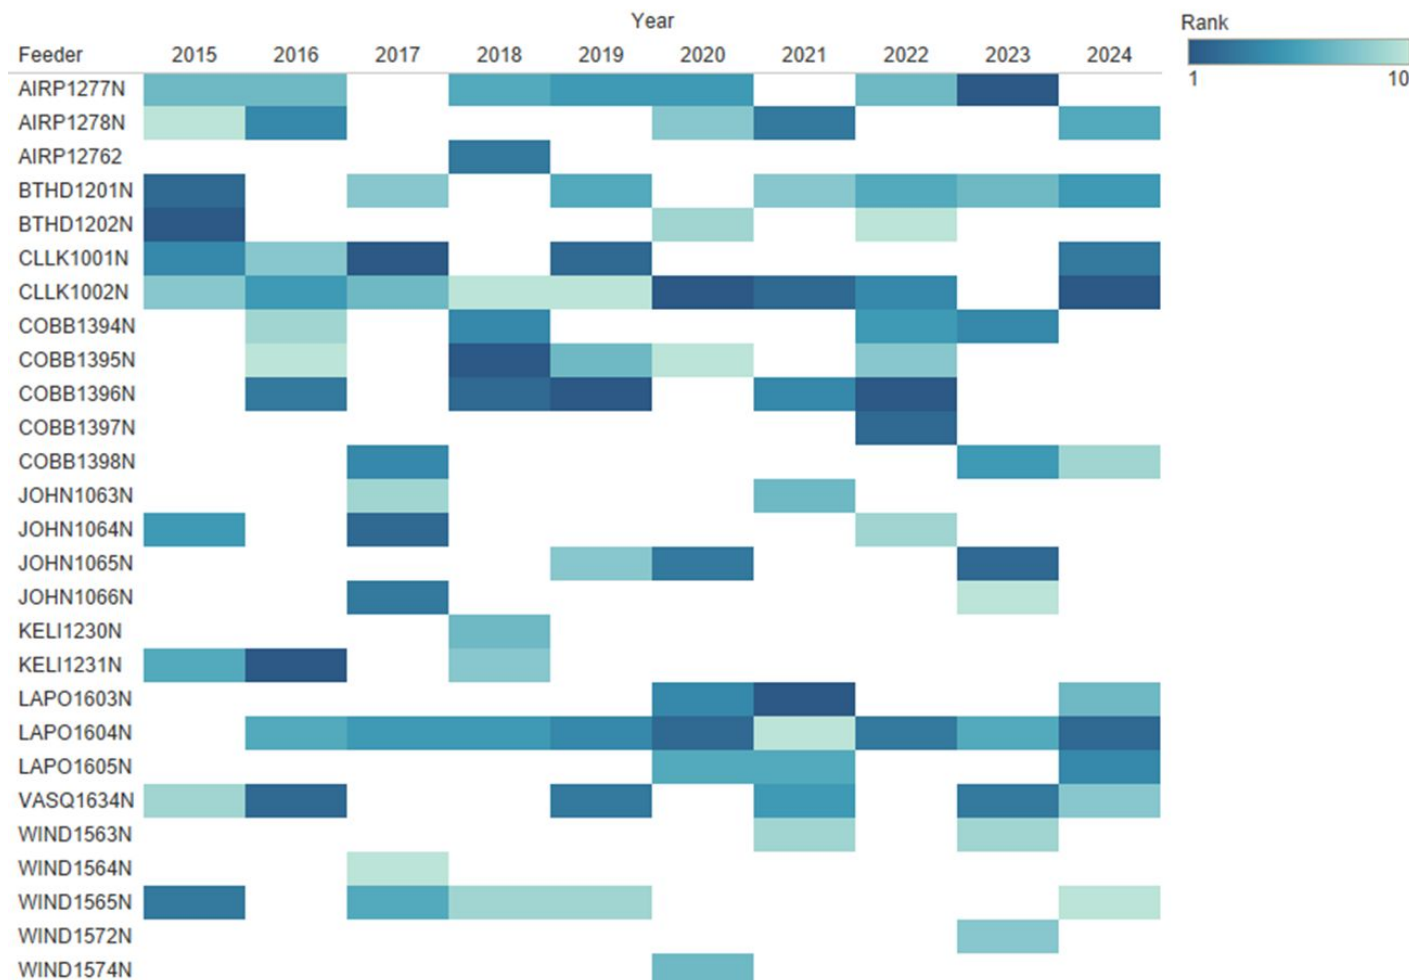 Year
Rank
Feeder 2015 2016 2017 2018 2019 2020 2021 2022 2023 2024
1 10
AIRP1277N
AIRP1278N
AIRP12762
BTHD1201N
BTHD1202N
CLLK1001N
CLLK1002N
COBB1394N
COBB1395N
COBB1396N
COBB1397N
COBB1398N
JOHN1063N
JOHN1064N
JOHN1065N
JOHN1066N
KELI1230N
KELI1231N
LAPO1603N
LAPO1604N
LAPO1605N
VASQ1634N
WIND1563N
WIND1564N
WIND1565N
WIND1572N
WIND1574N